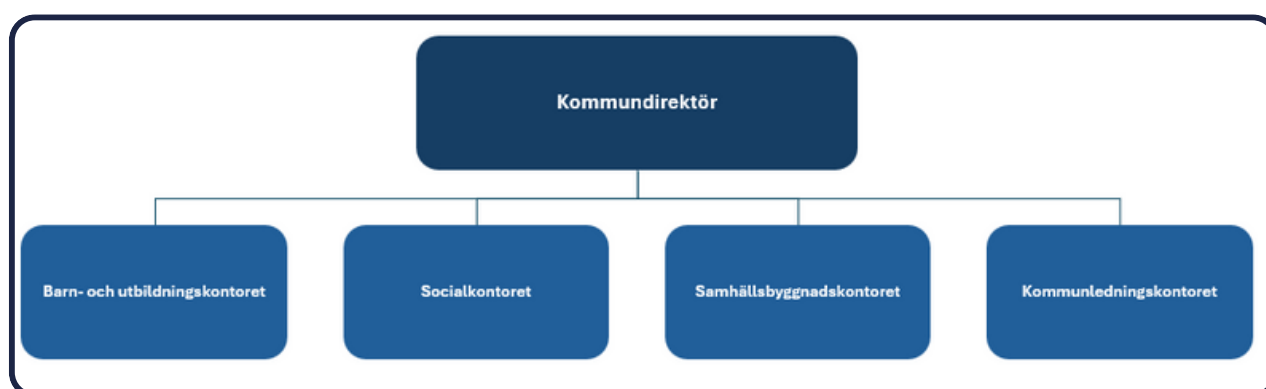 Kommundirektör
Barn- och utbildningskontoret
Socialkontoret
Samhällsbyggnadskontoret
Kommunledningskontoret